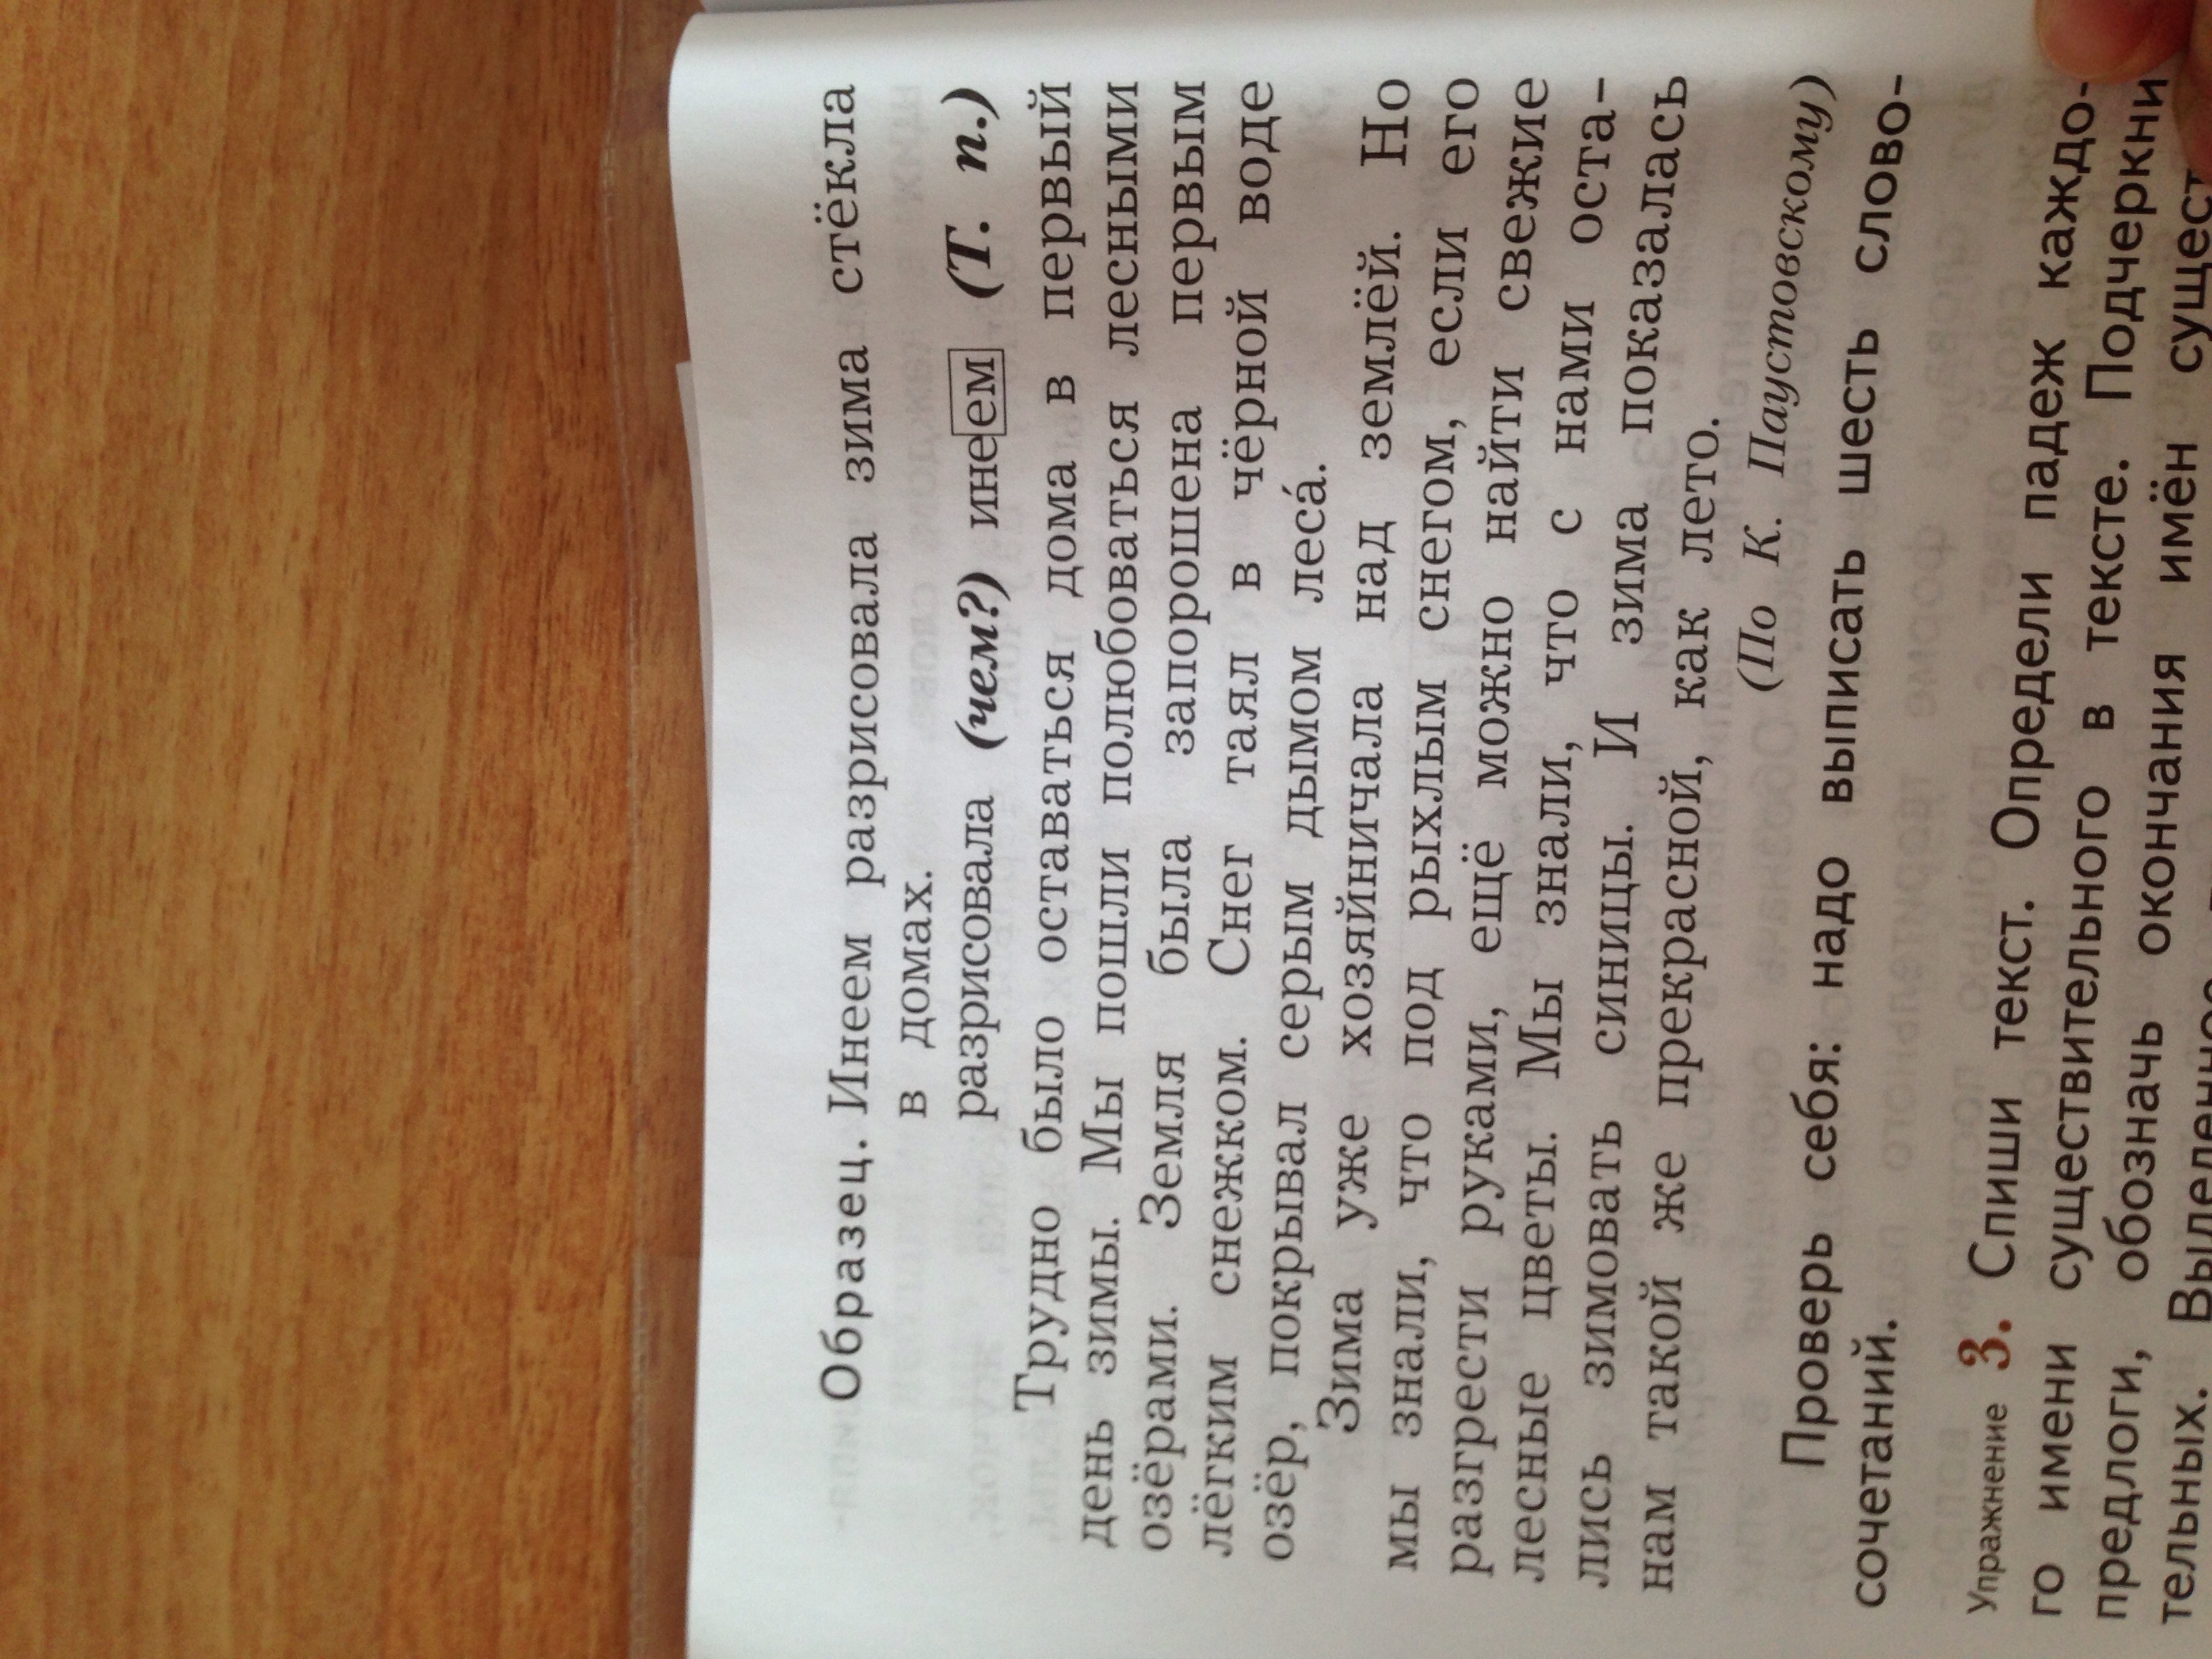 Образец. Инеем разрисовала зима стёкла
в домах.
разрисовала (чем?) инеем (Т. п.)
Трудно было оставаться дома в первый
день зимы. Мы пошли полюбоваться лесными
озёрами. Земля была запорошена первым
лёгким снежком. Снег таял в чёрной воде
озёр, покрывал серым дымом леса́.
Зима уже хозяйничала над землёй. Но
мы знали, что под рыхлым снегом, если его
разгрести руками, ещё можно найти свежие
лесные цветы. Мы знали, что с нами оста-
лись зимовать синицы. И зима показалась
нам такой же прекрасной, как лето.
(По К. Паустовскому)
Проверь себя: надо выписать шесть слово-
сочетаний.
Упражнение 3. Спиши текст. Определи падеж каждо-
го имени существительного в тексте. Подчеркни
предлоги, обозначь окончания имён сущест
тельных.